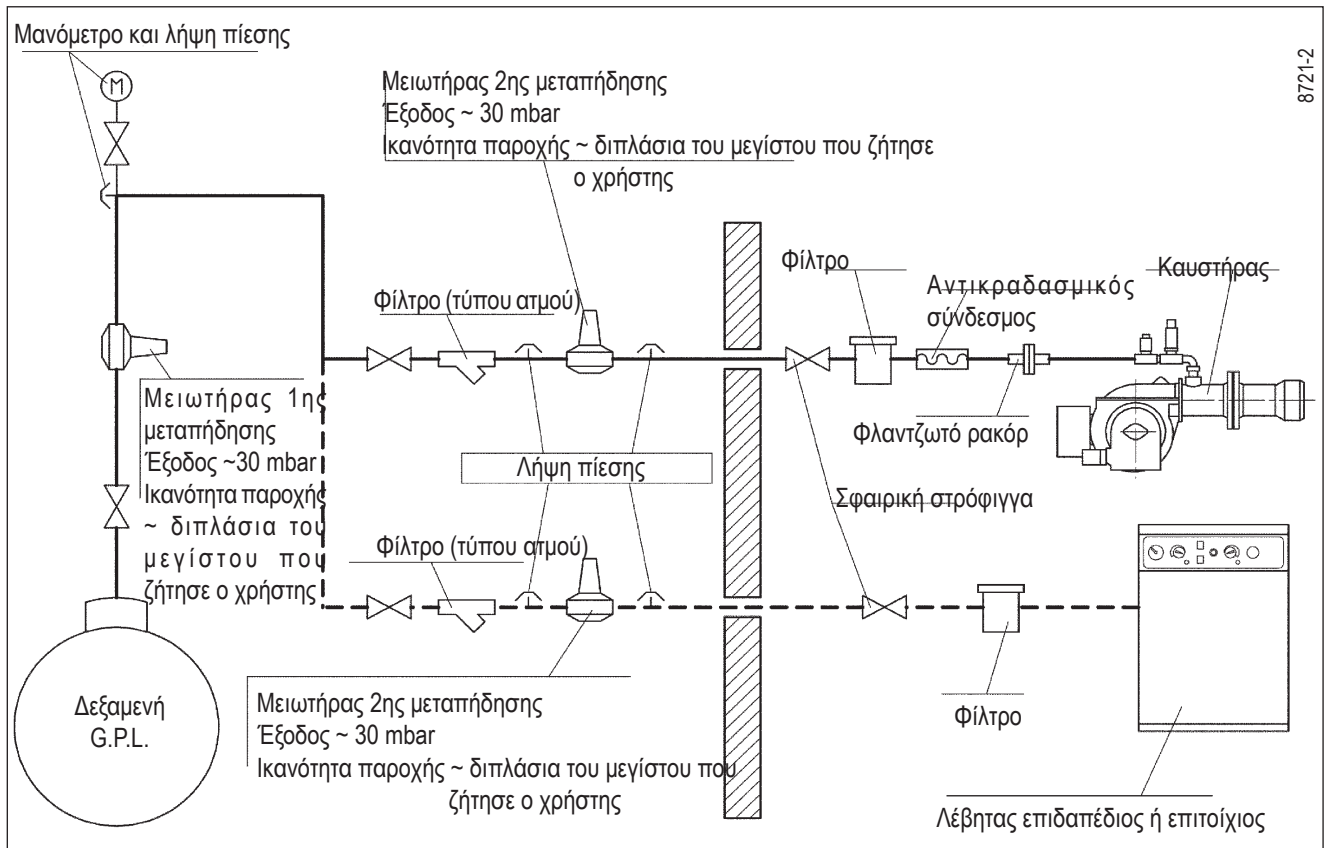 Μανόμετρο και λήψη πίεσης
M
8721-2
Μειωτήρας 2ης μεταπήδησης
Έξοδος ~ 30 mbar
Ικανότητα παροχής ~ διπλάσια του μεγίστου που ζήτησε
ο χρήστης
Φίλτρο
Αντικραδασμικός
σύνδεσμος
Καυστήρας
Φίλτρο (τύπου ατμού)
Μειωτήρας 1ης
μεταπήδησης
Έξοδος ~30 mbar
Ικανότητα παροχής
~ διπλάσια του
μεγίστου που
ζήτησε ο χρήστης
Λήψη πίεσης
Φλαντζωτό ρακόρ
Σφαιρική στρόφιγγα
Φίλτρο (τύπου ατμού)
Δεξαμενή
G.P.L.
Μειωτήρας 2ης μεταπήδησης
Έξοδος ~ 30 mbar
Ικανότητα παροχής ~ διπλάσια του μεγίστου που
ζήτησε ο χρήστης
Φίλτρο
Λέβητας επιδαπέδιος ή επιτοίχιος